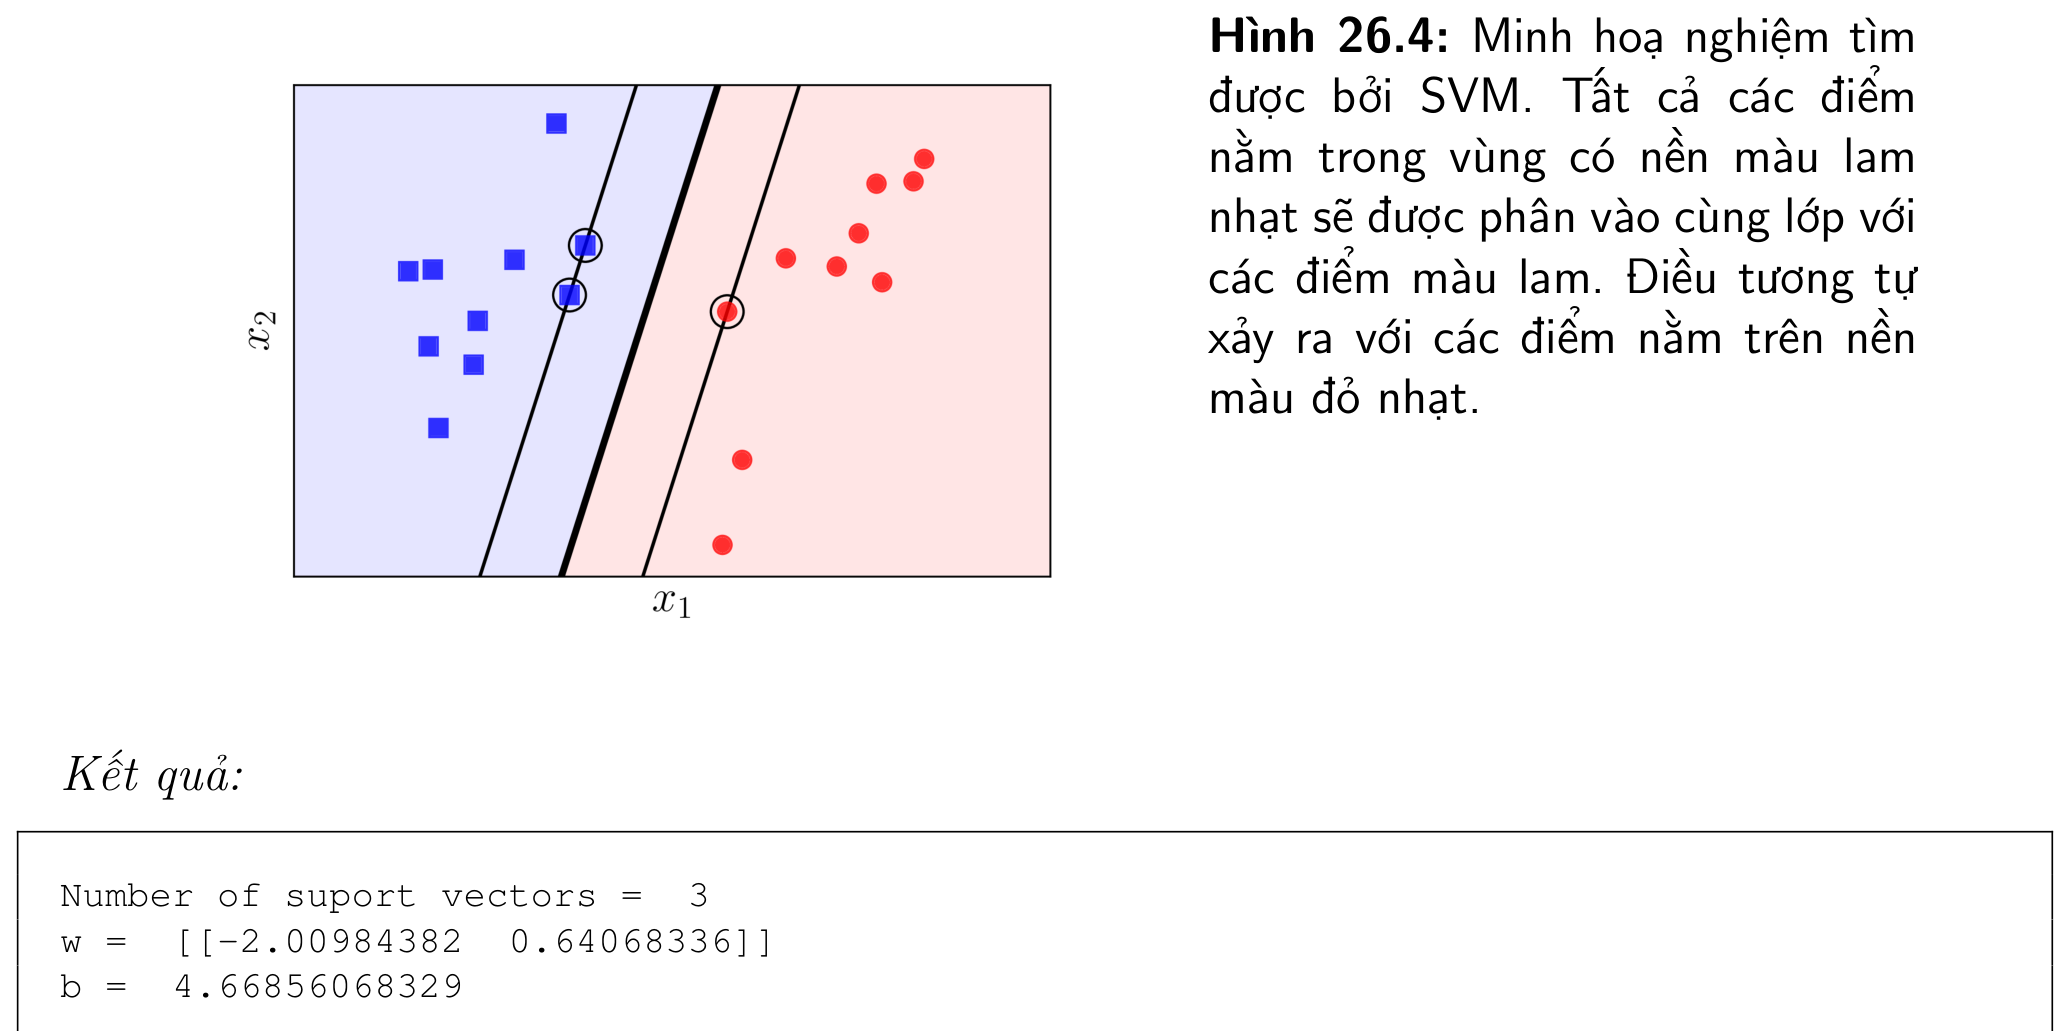 Hình 26.4: Minh hoạ nghiệm tìm
được bởi SVM. Tất cả các điểm
nằm trong vùng có nền màu lam
nhạt sẽ được phân vào cùng lớp với
các điểm màu lam. Điều tương tự
xảy ra với các điểm nằm trên nền
màu đỏ nhạt.
x2
x1
Kết quả:
Number of suport vectors =  3
w =  [[-2.00984382  0.64068336]]
b =  4.66856068329